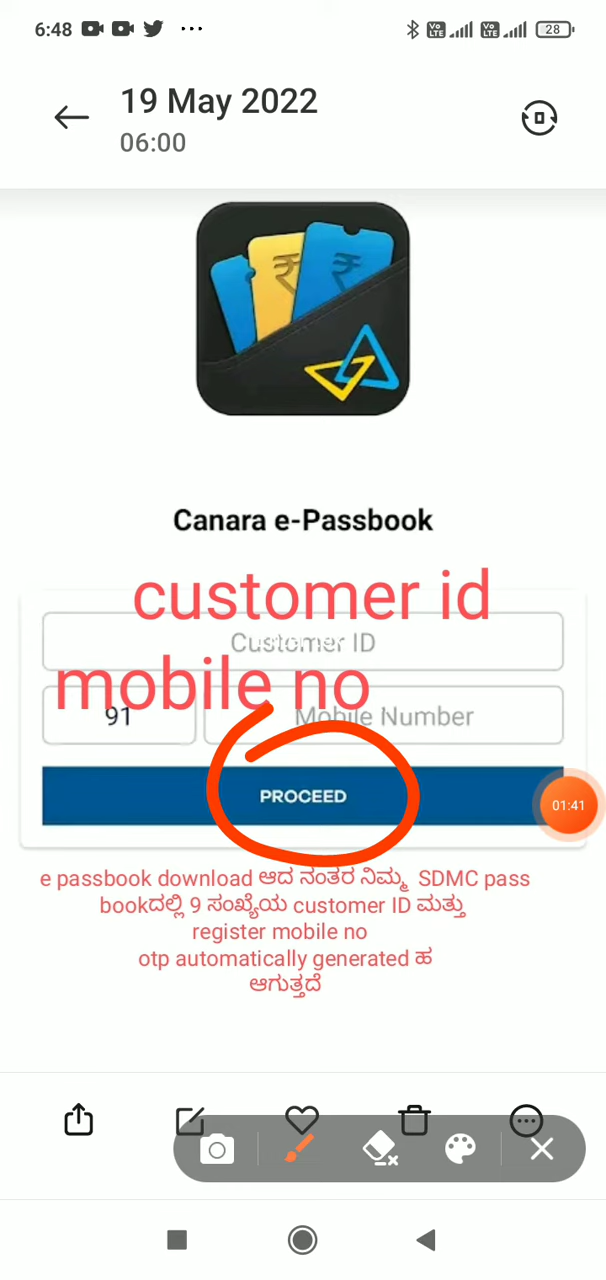 6:48
28
19 May 2022
06:00
Canara e-Passbook
customer id
Customer ID
mobile no
91
Mobile Number
PROCEED
01:41
e passbook download ಆದ ನಂತರ ನಿಮ್ಮ SDMC pass
bookದಲ್ಲಿ 9 ಸಂಖ್ಯೆಯ customer ID ಮತ್ತು
register mobile no
otp automatically generated ಹ
ಆಗುತ್ತದೆ